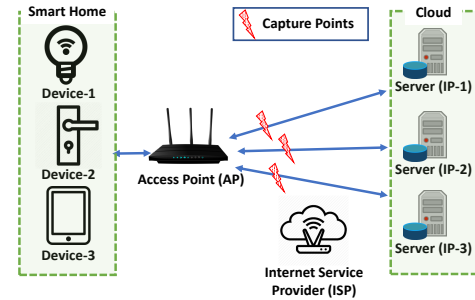 Smart Home
Device-1
Device-2
Device-3
Capture Points
Access Point (AP)
Internet Service
Provider (ISP)
Cloud
Server (IP-1)
Server (IP-2)
Server (IP-3)